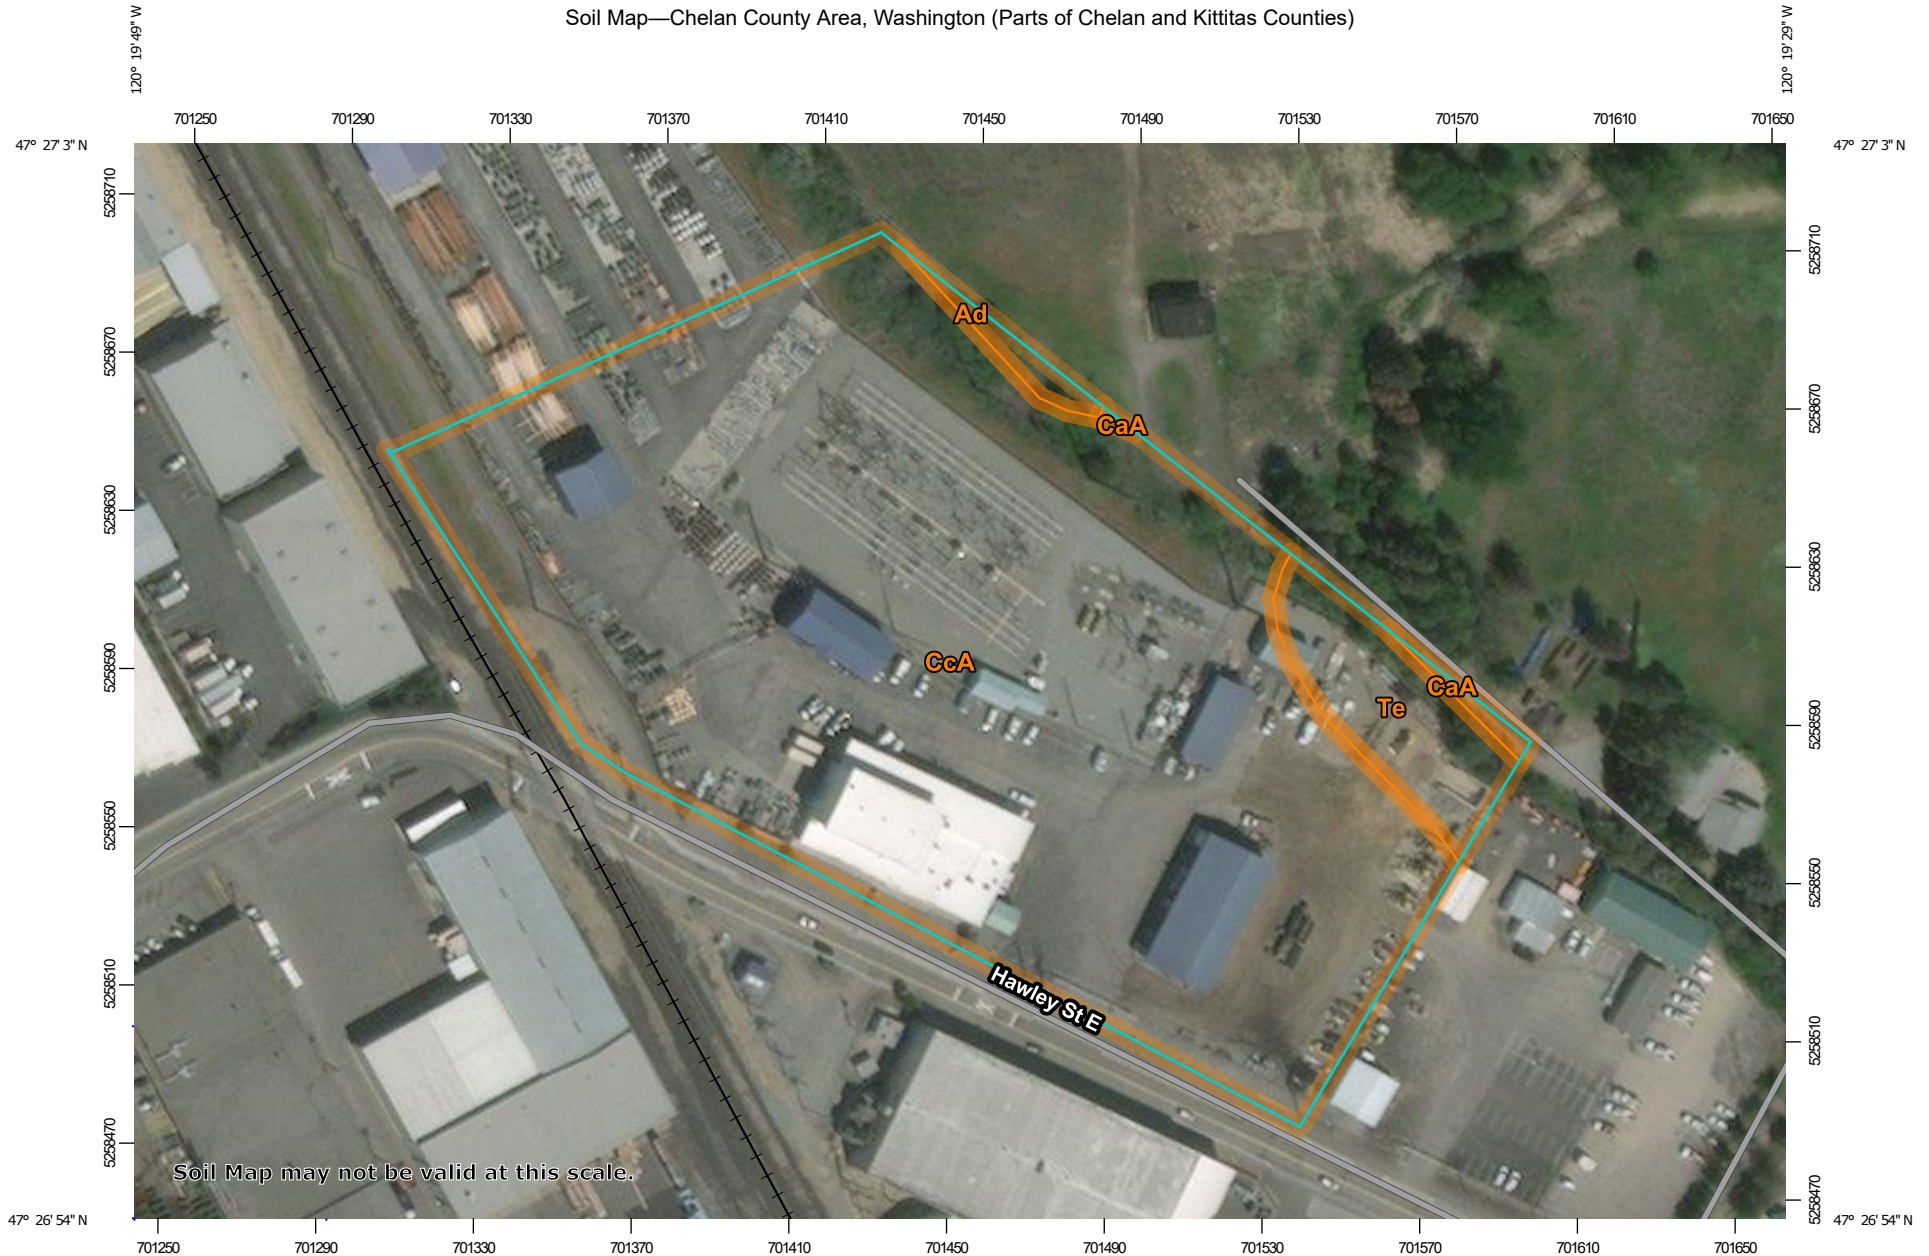 Soil Map—Chelan County Area, Washington (Parts of Chelan and Kittitas Counties)
120° 19' 49" W
120° 19' 29" W
701250 701290 701330 701370 701410 701450 701490 701530 701570 701610 701650
47° 27' 3" N
47° 27' 3" N
5258710
5258670
5258630
5258590
5258550
5258510
5258470
5258710
5258670
5258630
5258590
5258550
5258510
5258470
Ad
CaA
CcA
CaA
Te
Hawley St E
Soil Map may not be valid at this scale.
47° 26' 54" N
47° 26' 54" N
701250 701290 701330 701370 701410 701450 701490 701530 701570 701610 701650